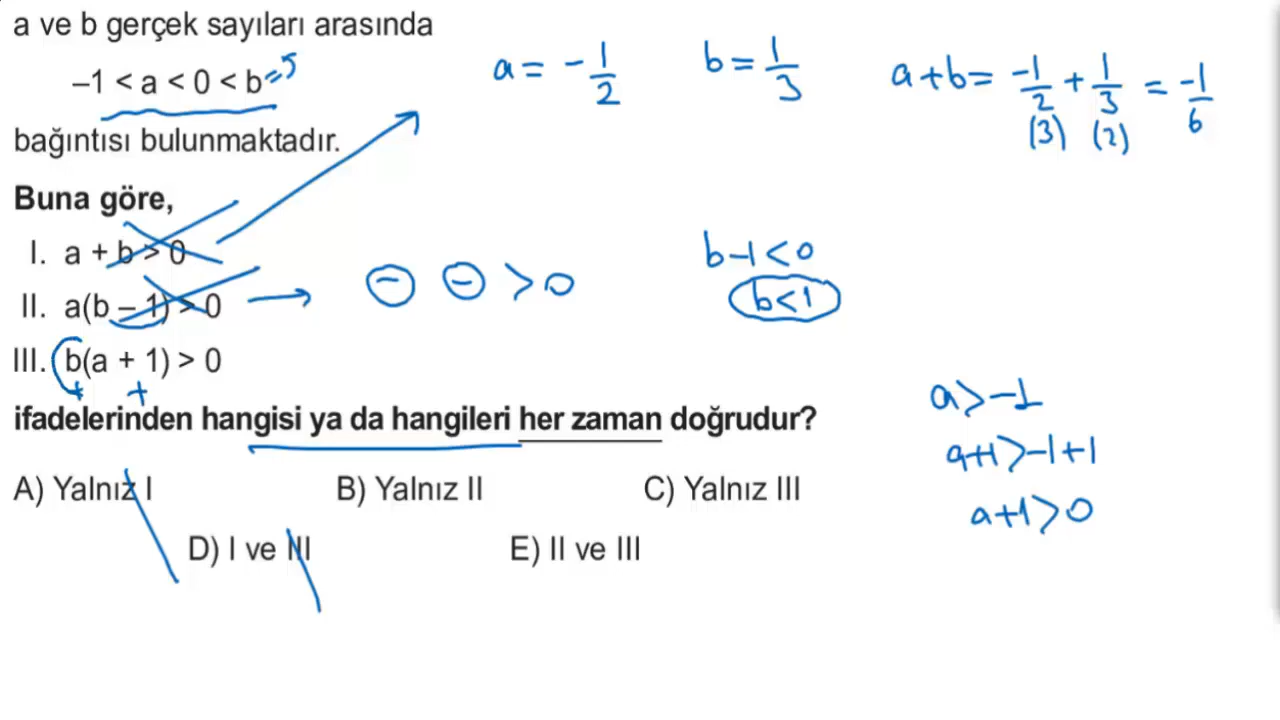 a ve b gerçek sayıları arasında
–1 < a < 0 < b = 5
bağıntısı bulunmaktadır.
Buna göre,
I. a + b > 0
II. a(b – 1) > 0
III. b(a + 1) > 0
+ +
ifadelerinden hangisi ya da hangileri her zaman doğrudur?
A) Yalnız I B) Yalnız II C) Yalnız III
D) I ve III E) II ve III
a = -1/2 b = 1/3 a+b = -1/2 + 1/3 = -1/6
(3) (2)
- - > 0
b-1<0
b<1
a>-1
a+1>-1+1
a+1>0